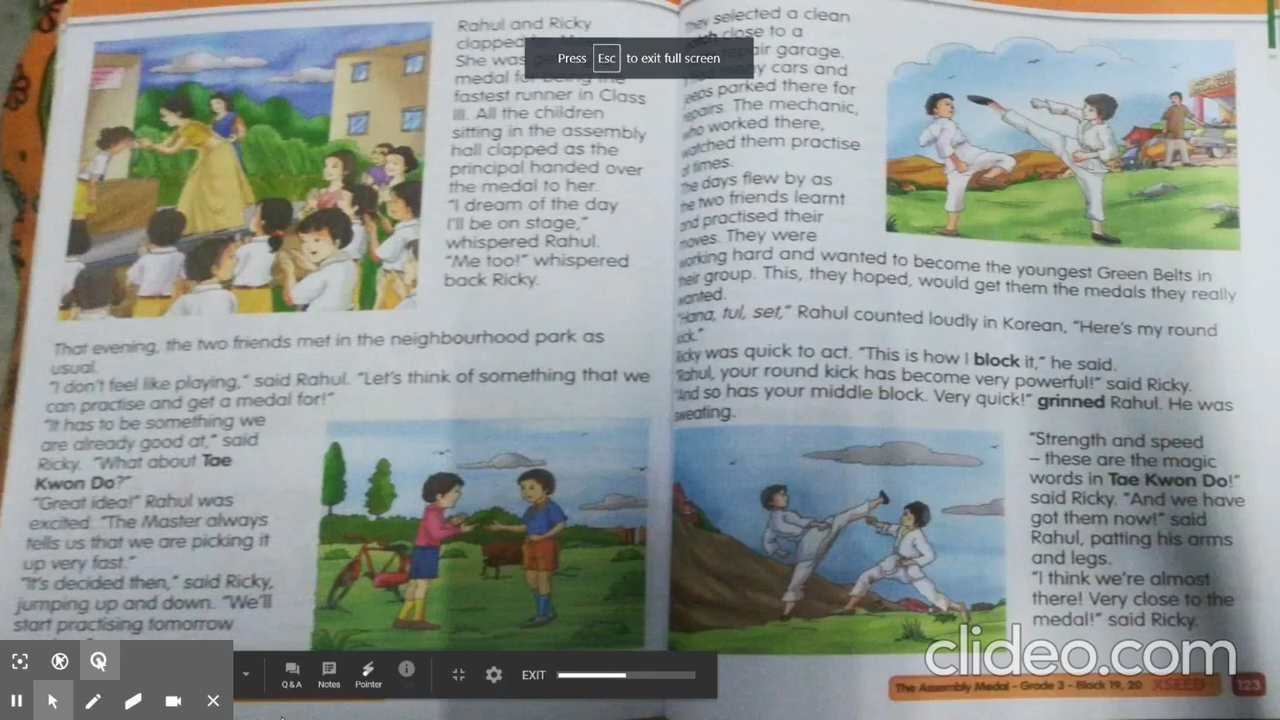 Rahul and Ricky
clapped
She was
medal for being the
fastest runner in Class
III. All the children
sitting in the assembly
hall clapped as the
principal handed over
the medal to her.
"I dream of the day
I'll be on stage,"
whispered Rahul.
"Me too!" whispered
back Ricky.
That evening, the two friends met in the neighbourhood park as
usual.
"I don't feel like playing," said Rahul. "Let's think of something that we
can practise and get a medal for!"
"It has to be something we
are already good at," said
Ricky. "What about Tae
Kwon Do?"
"Great idea!" Rahul was
excited. "The Master always
tells us that we are picking it
up very fast."
"It's decided then," said Ricky,
jumping up and down. "We'll
start practising tomorrow
They selected a clean
close to a
garage.
cars and
jeeps parked there for
repairs. The mechanic,
who worked there,
watched them practise
at times.
The days flew by as
the two friends learnt
and practised their
moves. They were
working hard and wanted to become the youngest Green Belts in
their group. This, they hoped, would get them the medals they really
wanted.
"Hana, tul, set," Rahul counted loudly in Korean, "Here's my round
kick."
Ricky was quick to act. "This is how I block it," he said.
"Rahul, your round kick has become very powerful!" said Ricky.
"And so has your middle block. Very quick!" grinned Rahul. He was
sweating.
"Strength and speed
– these are the magic
words in Tae Kwon Do!"
said Ricky. "And we have
got them now!" said
Rahul, patting his arms
and legs.
"I think we're almost
there! Very close to the
medal!" said Ricky.
The Assembly Medal - Grade 3 - Block 19, 20 XSEED 123
Press Esc to exit full screen
Q & A Notes Pointer EXIT
clideo.com